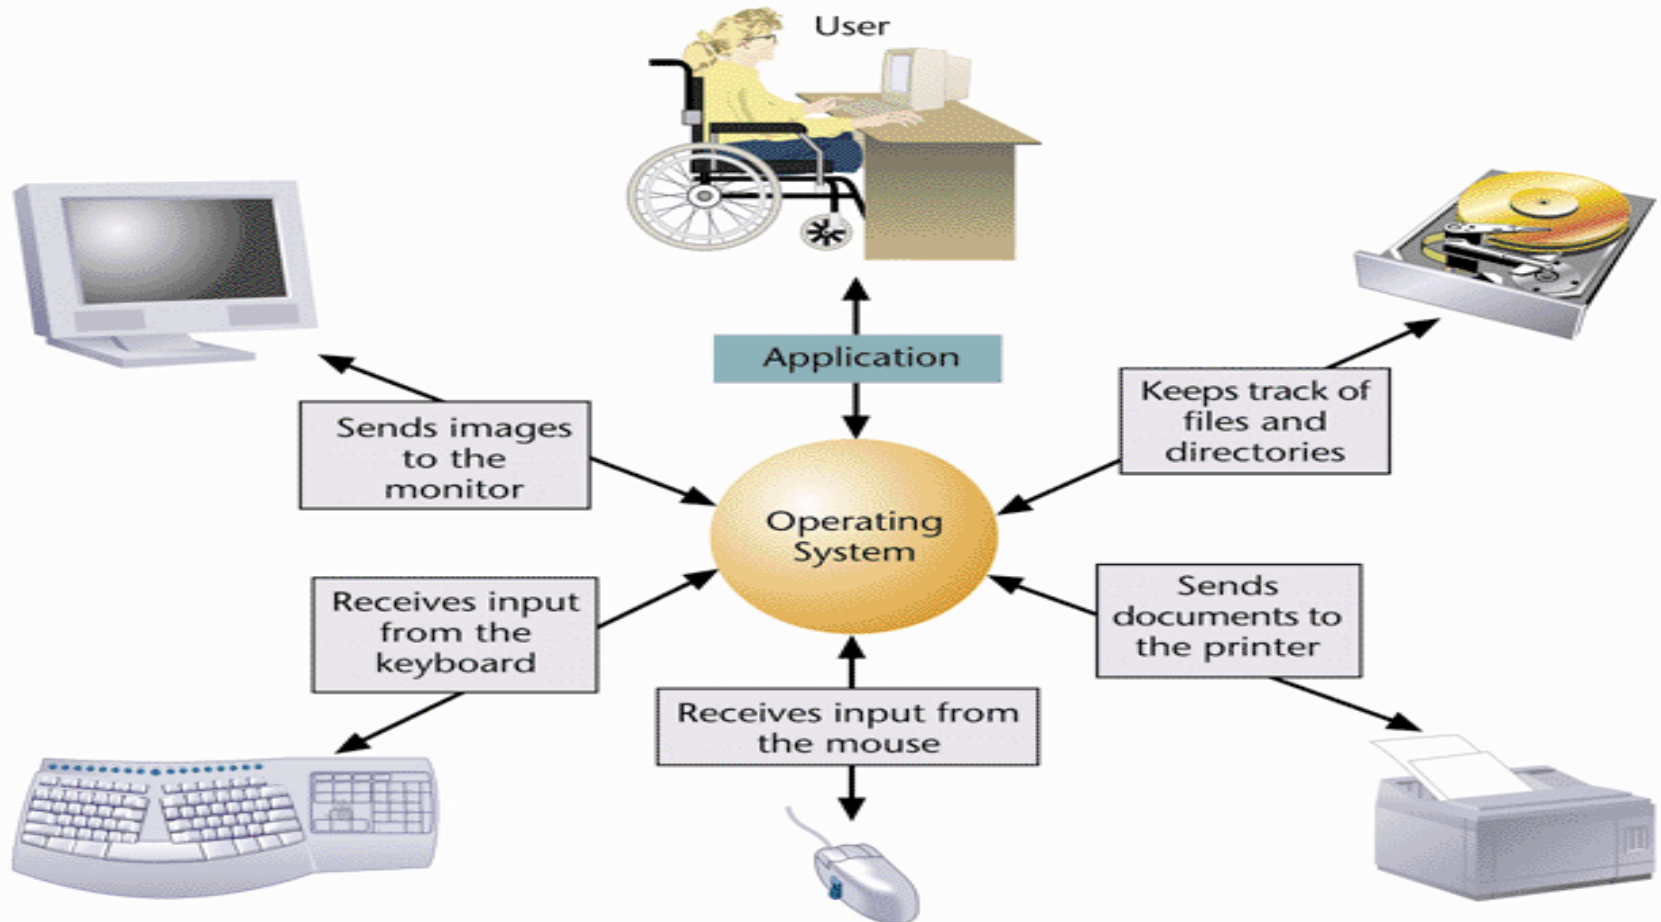 User
Application
Sends images
to the
monitor
Keeps track of
files and
directories
Operating
System
Receives input
from the
keyboard
Sends
documents to
the printer
Receives input from
the mouse